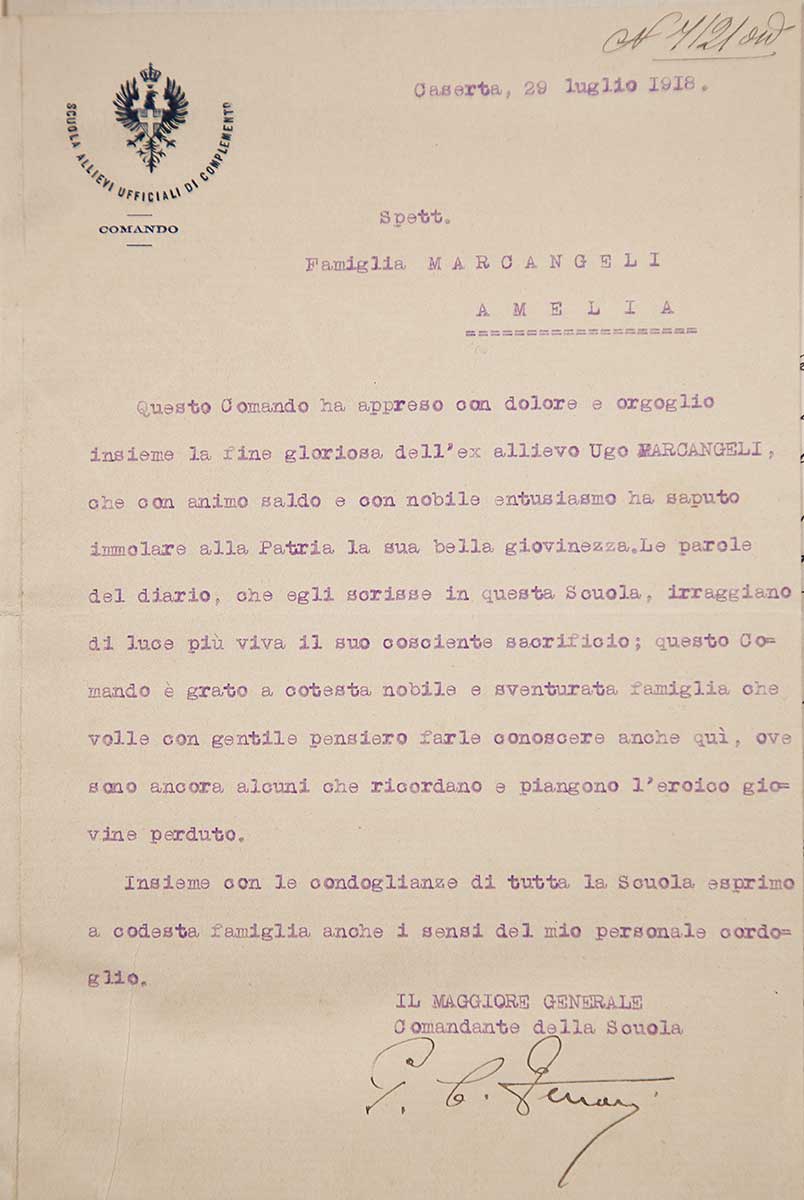 Caserta, 29 luglio 1918.
SCUOLA ALLIEVI UFFICIALI DI COMPLEMENTO
COMANDO
Spett.
Famiglia MARCANGELI
AMELIA
Questo Comando ha appreso con dolore e orgoglio
insieme la fine gloriosa dell'ex allievo Ugo MARCANGELI,
che con animo saldo e con nobile entusiasmo ha saputo
immolare alla Patria la sua bella giovinezza.Le parole
del diario, che egli scrisse in questa Scuola, irraggiano
di luce più viva il suo cosciente sacrificio; questo Co=
mando è grato a cotesta nobile e sventurata famiglia che
volle con gentile pensiero farle conoscere anche quì, ove
sono ancora alcuni che ricordano e piangono l'eroico gio=
vine perduto.
Insieme con le condoglianze di tutta la Scuola esprimo
a codesta famiglia anche i sensi del mio personale cordo=
glio.
IL MAGGIORE GENERALE
Comandante della Scuola